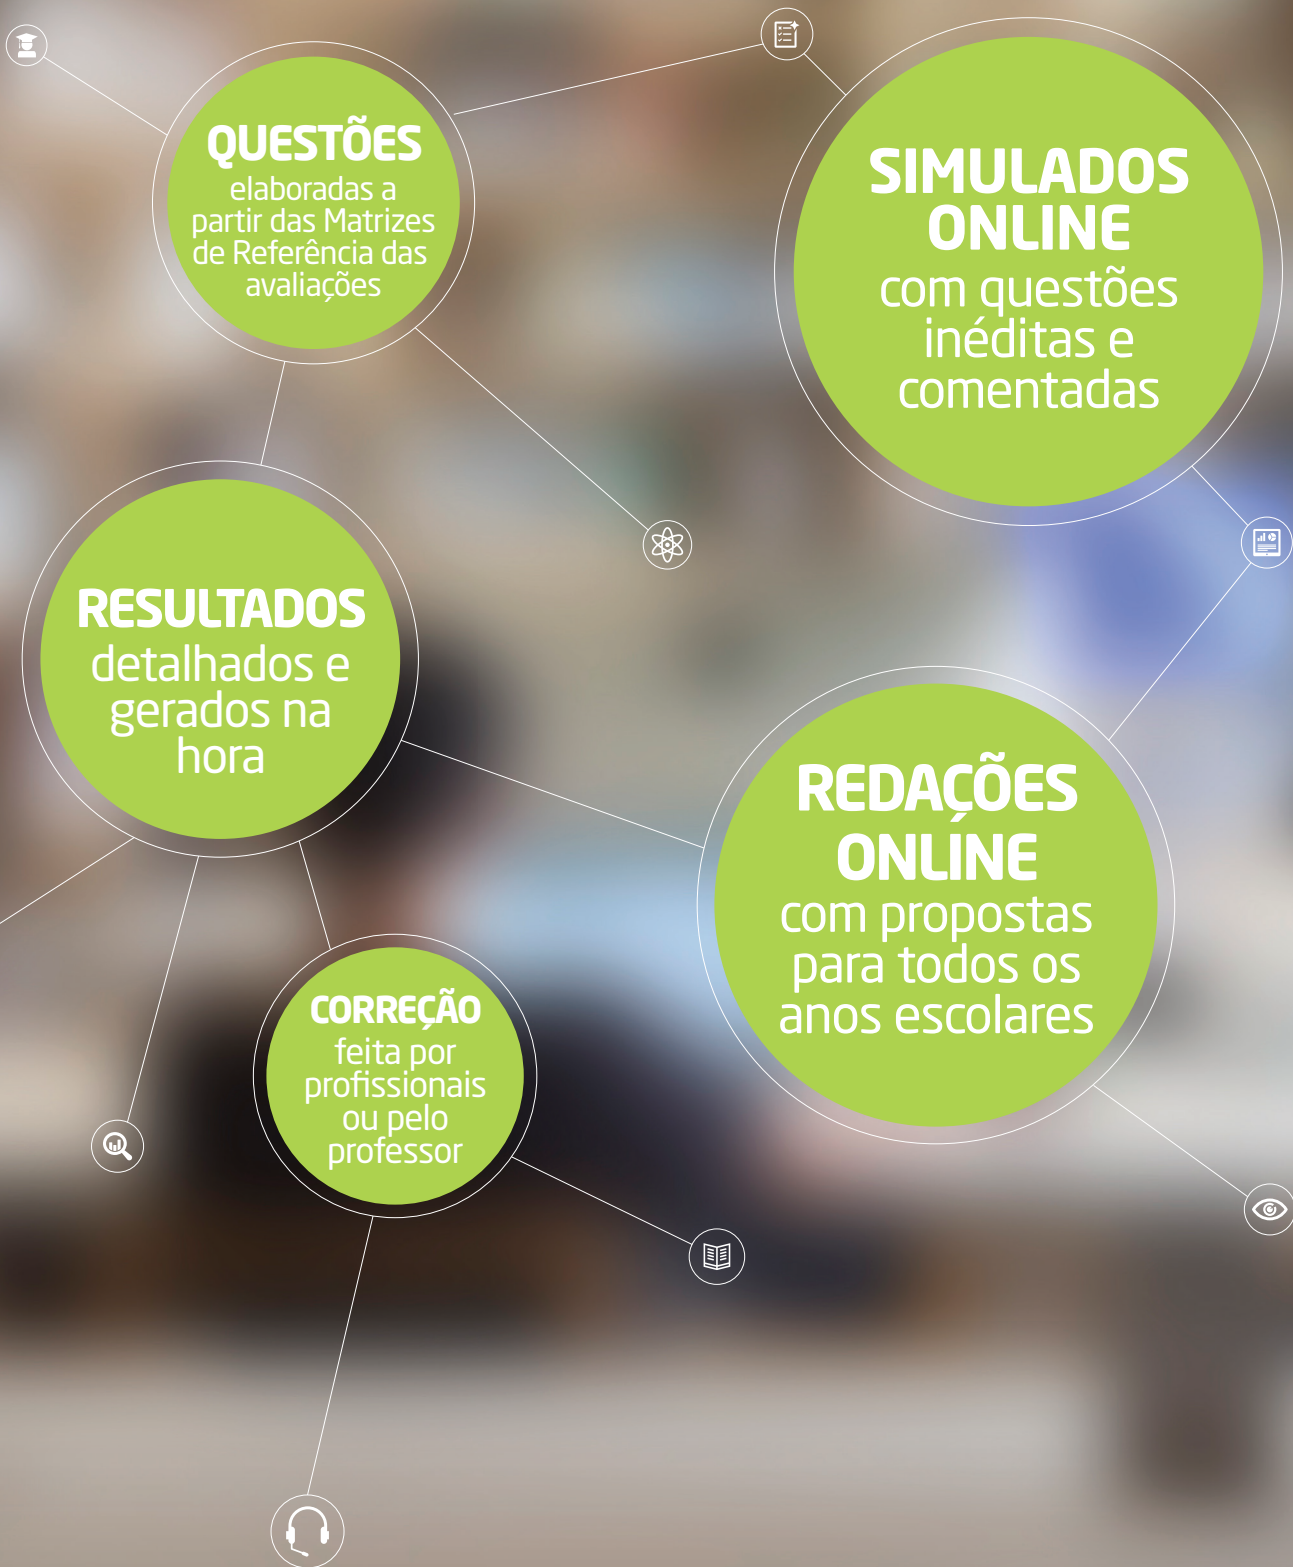 QUESTÕES
elaboradas a
partir das Matrizes
de Referência das
avaliações
SIMULADOS
ONLINE
com questões
inéditas e
comentadas
RESULTADOS
detalhados e
gerados na
hora
REDAÇÕES
ONLINE
com propostas
para todos os
anos escolares
CORREÇÃO
feita por
profissionais
ou pelo
professor